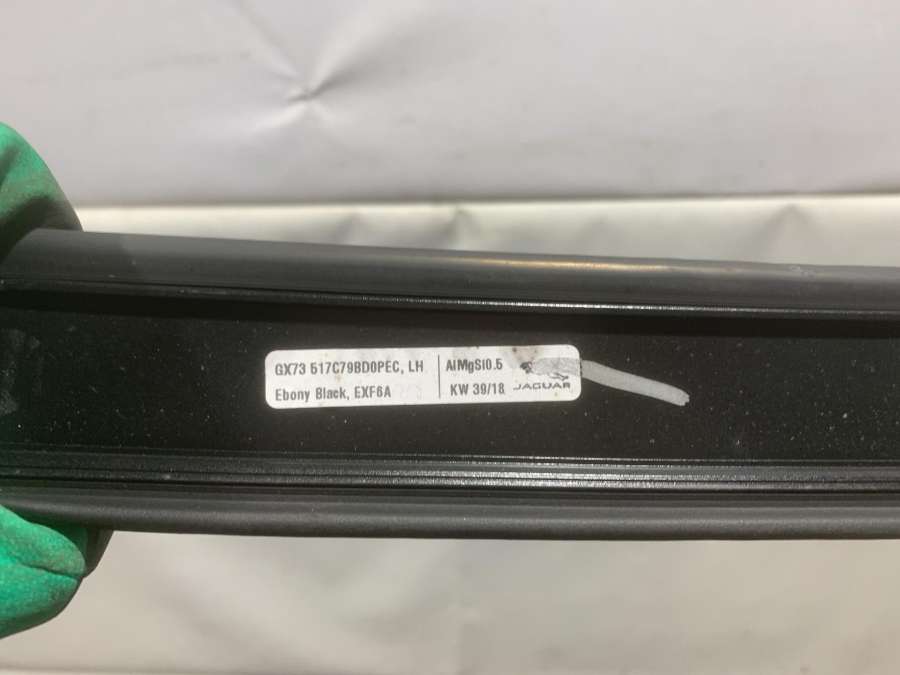 GX73 517C79BD0PEC, LH
Ebony Black, EXF6A
AlMgSi0.5
KW 39/18
JAGUAR